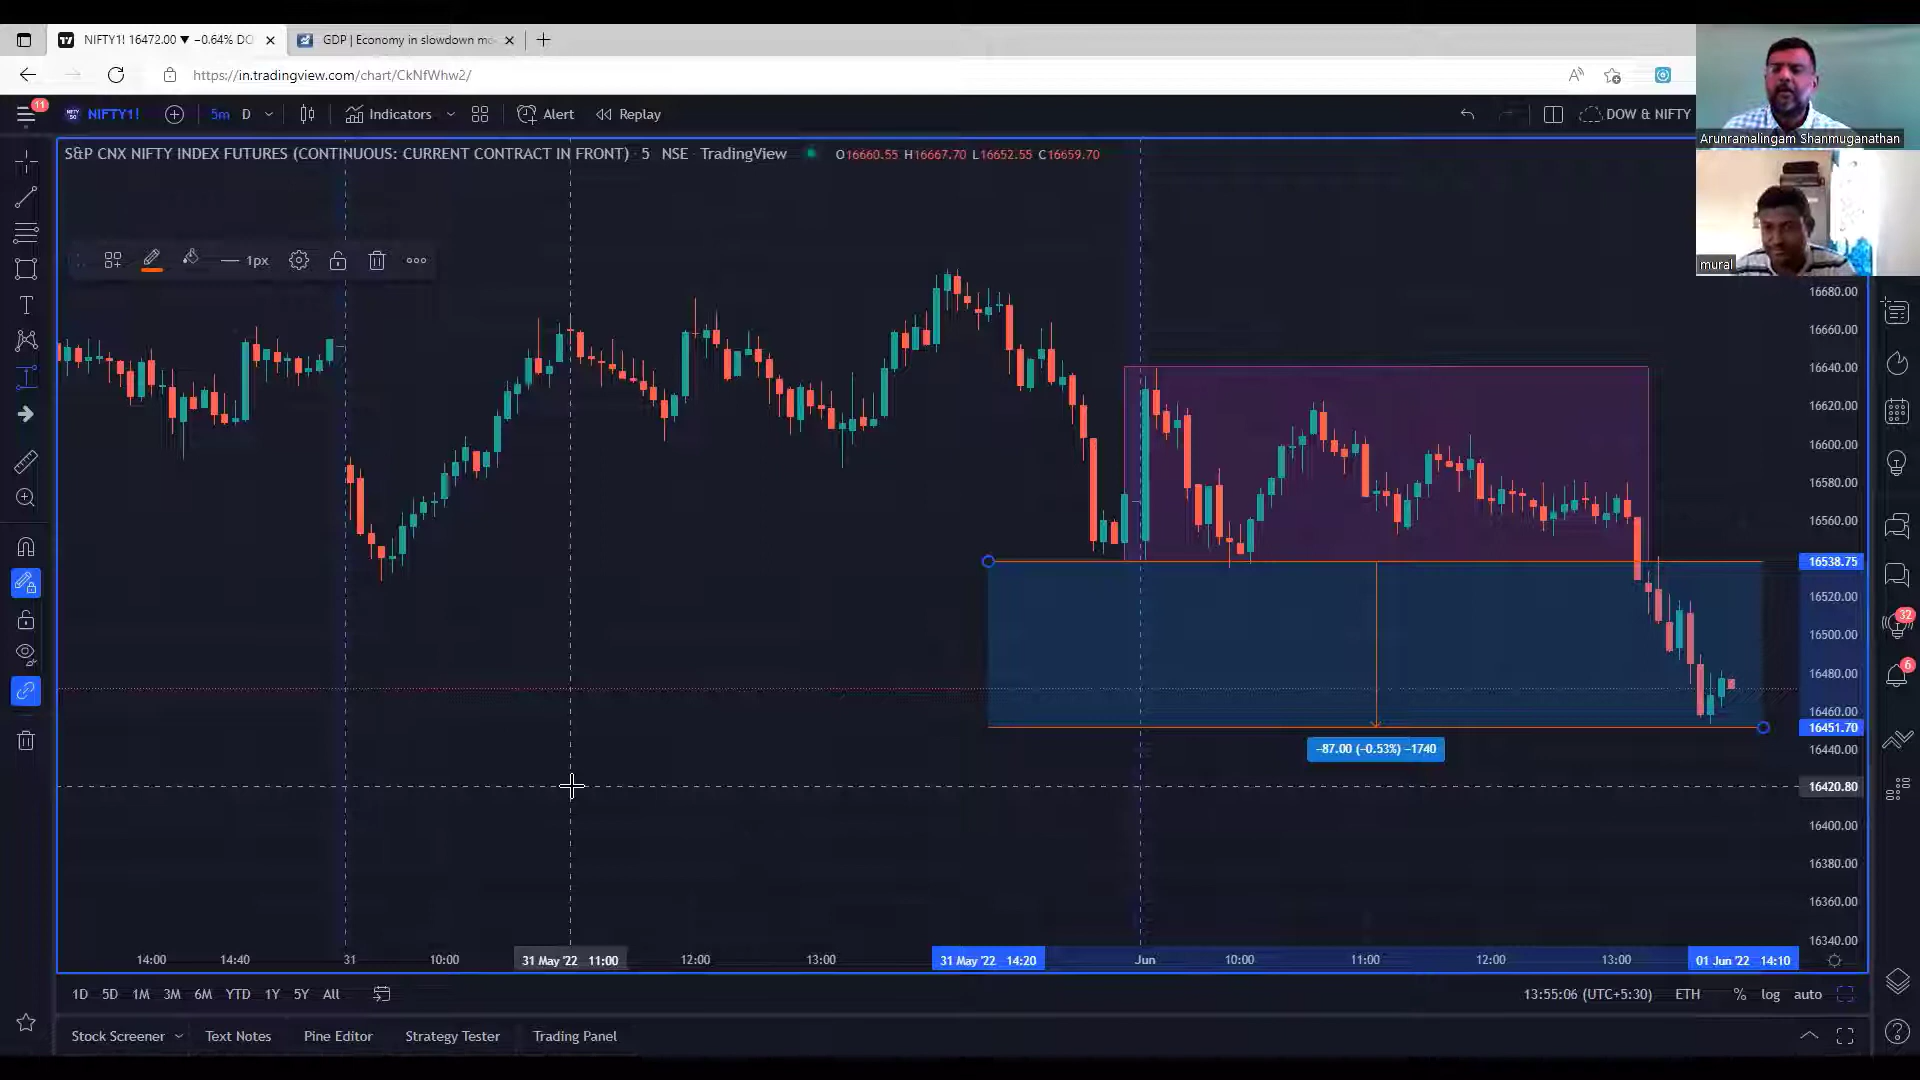 NIFTY1! 16472.00 ▼ −0.64% DO
GDP | Economy in slowdown mo
https://in.tradingview.com/chart/CkNfWhw2/
11
NIFTY1!
5m
D
Indicators
Alert
Replay
DOW & NIFTY
Arunramalingam Shanmuganathan
mural
S&P CNX NIFTY INDEX FUTURES (CONTINUOUS: CURRENT CONTRACT IN FRONT) · 5 NSE TradingView
O16660.55 H16667.70 L16652.55 C16659.70
1px
16680.00
16660.00
16640.00
16620.00
16600.00
16580.00
16560.00
16538.75
16520.00
16500.00
16480.00
16460.00
16451.70
16440.00
16420.80
16400.00
16380.00
16360.00
16340.00
32
6
−87.00 (−0.53%) −1740
14:00 14:40 31 10:00 31 May '22 11:00 12:00 13:00 31 May '22 14:20 Jun 10:00 11:00 12:00 13:00 01 Jun '22 14:10
1D 5D 1M 3M 6M YTD 1Y 5Y All
13:55:06 (UTC+5:30) ETH % log auto
Stock Screener Text Notes Pine Editor Strategy Tester Trading Panel